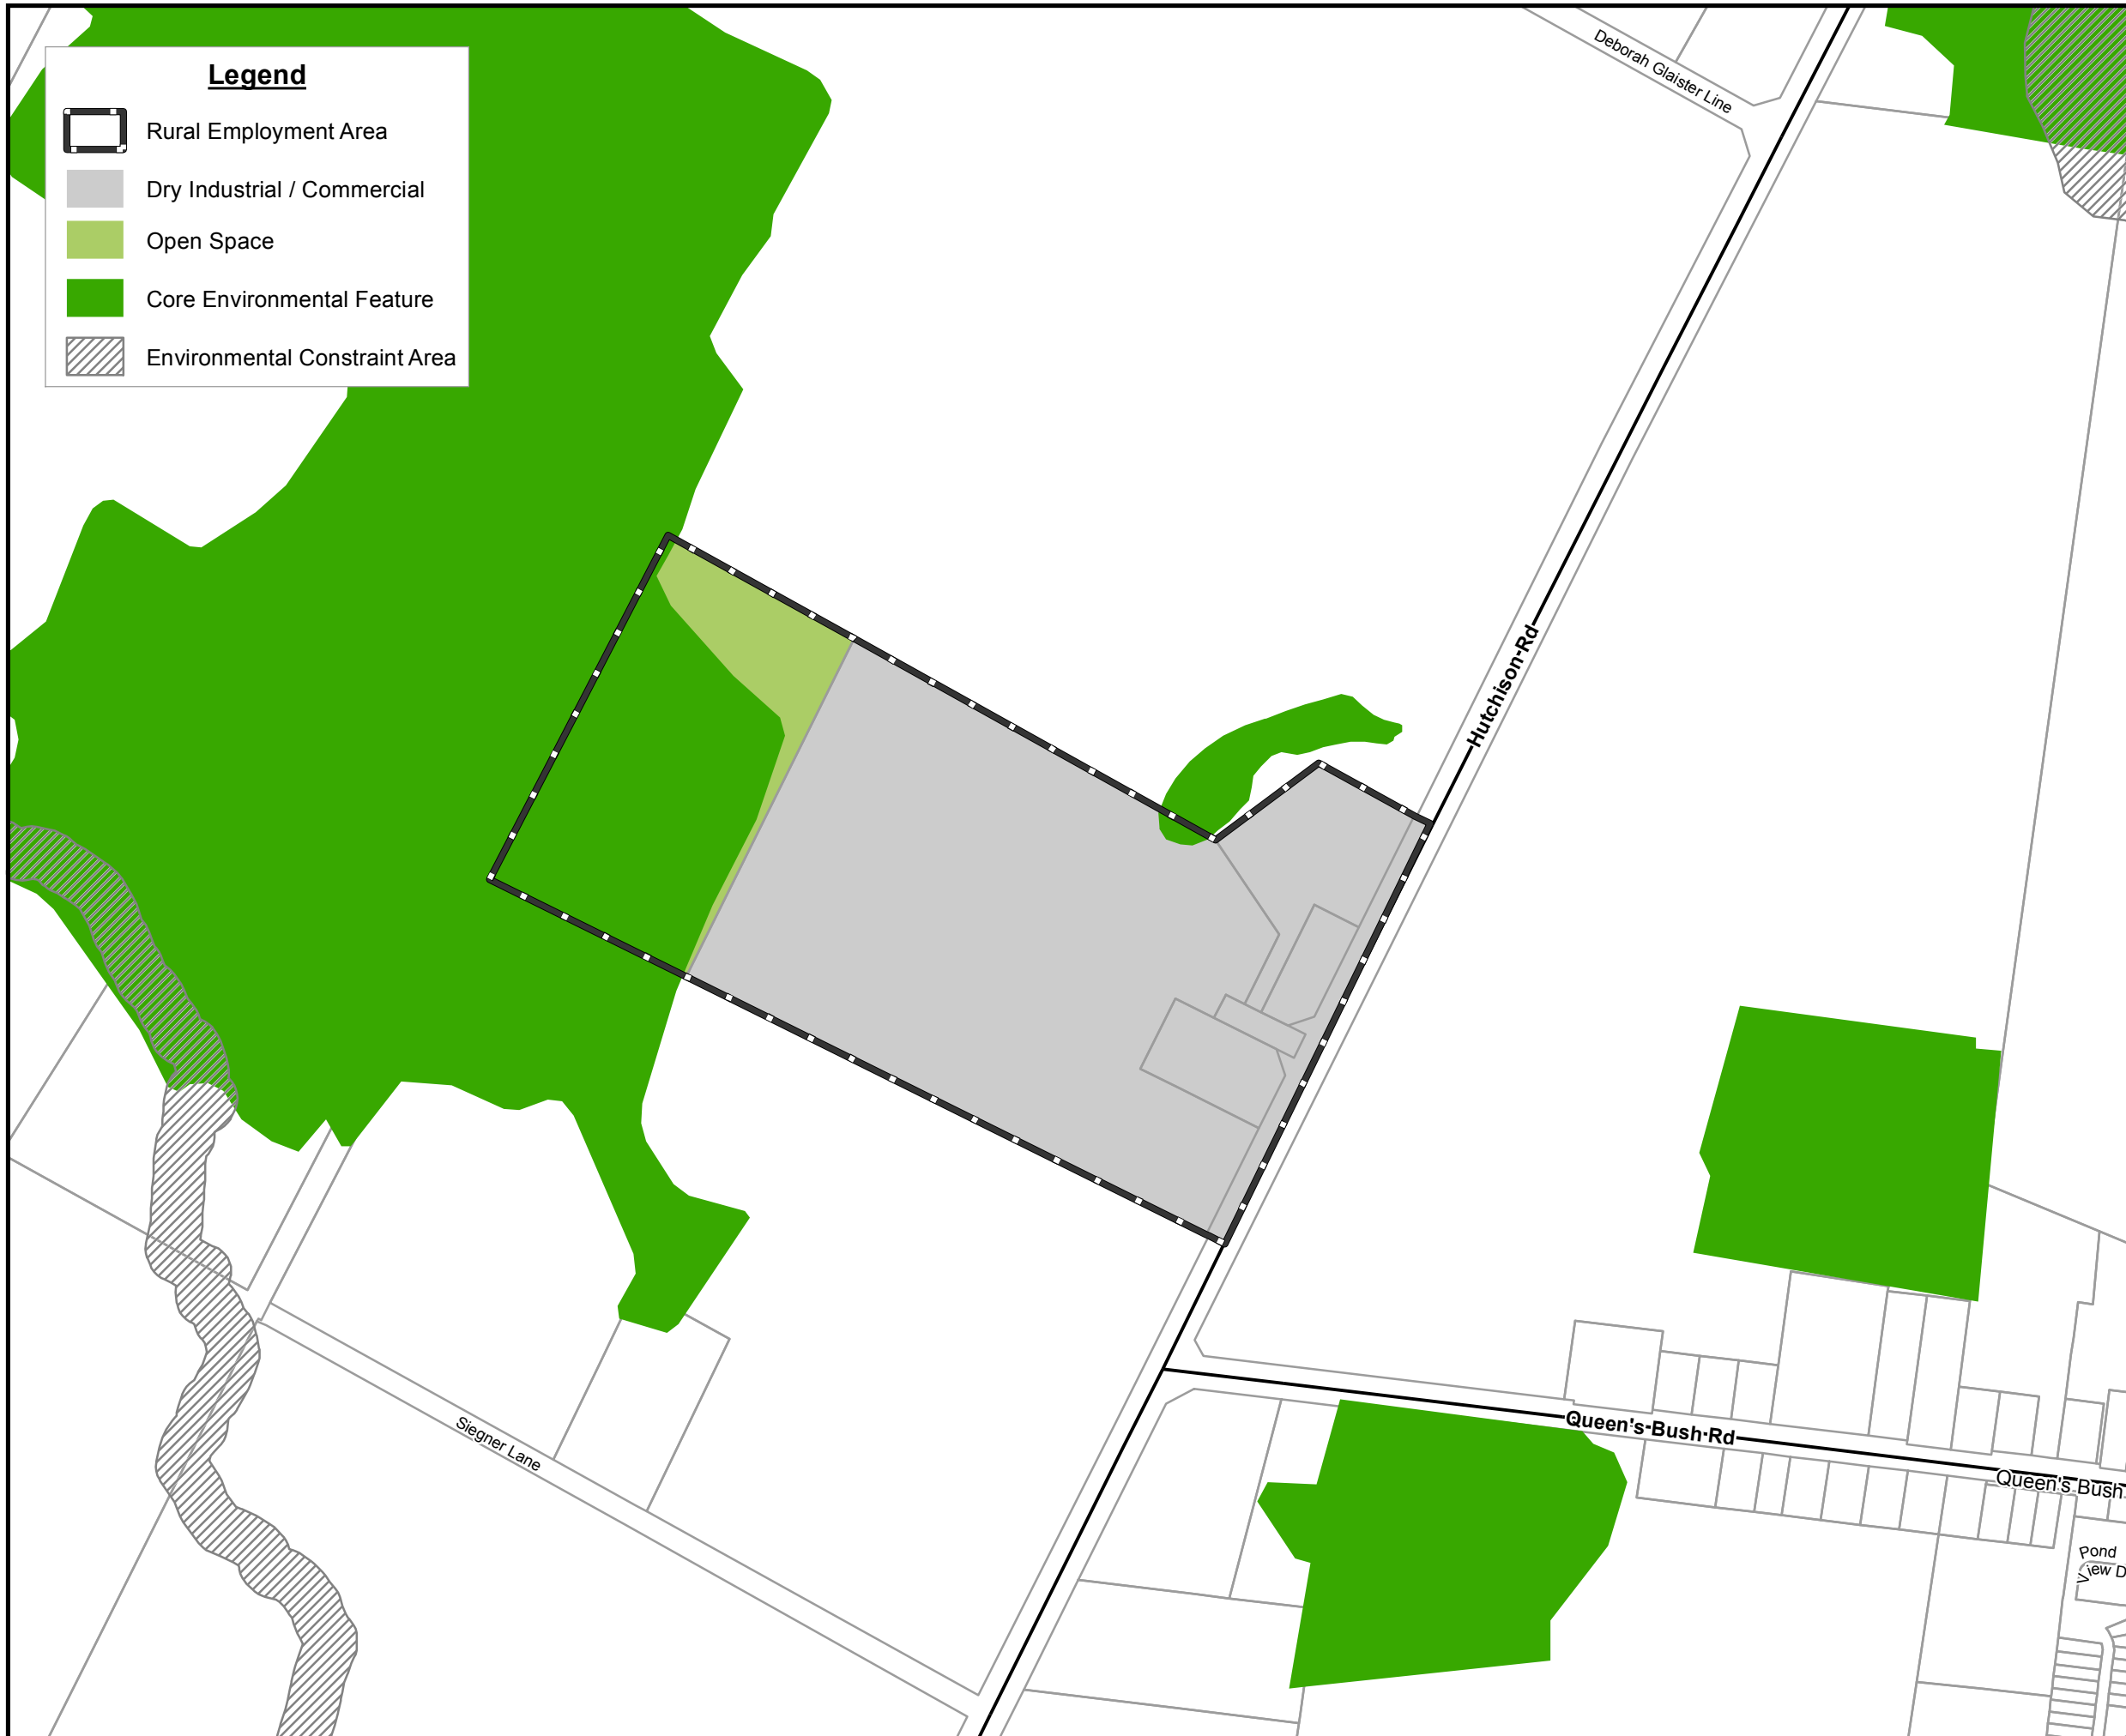 Legend
Rural Employment Area
Dry Industrial / Commercial
Open Space
Core Environmental Feature
Environmental Constraint Area
Deborah Glaister Line
Hutchison Rd
Siegner Lane
Queen's Bush Rd
Queen's Bush
Pond
View D